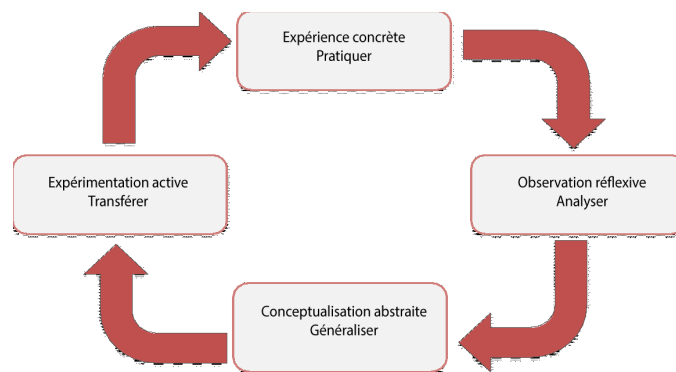 Expérience concrète
Pratiquer
Expérimentation active
Transférer
Observation réflexive
Analyser
Conceptualisation abstraite
Généraliser